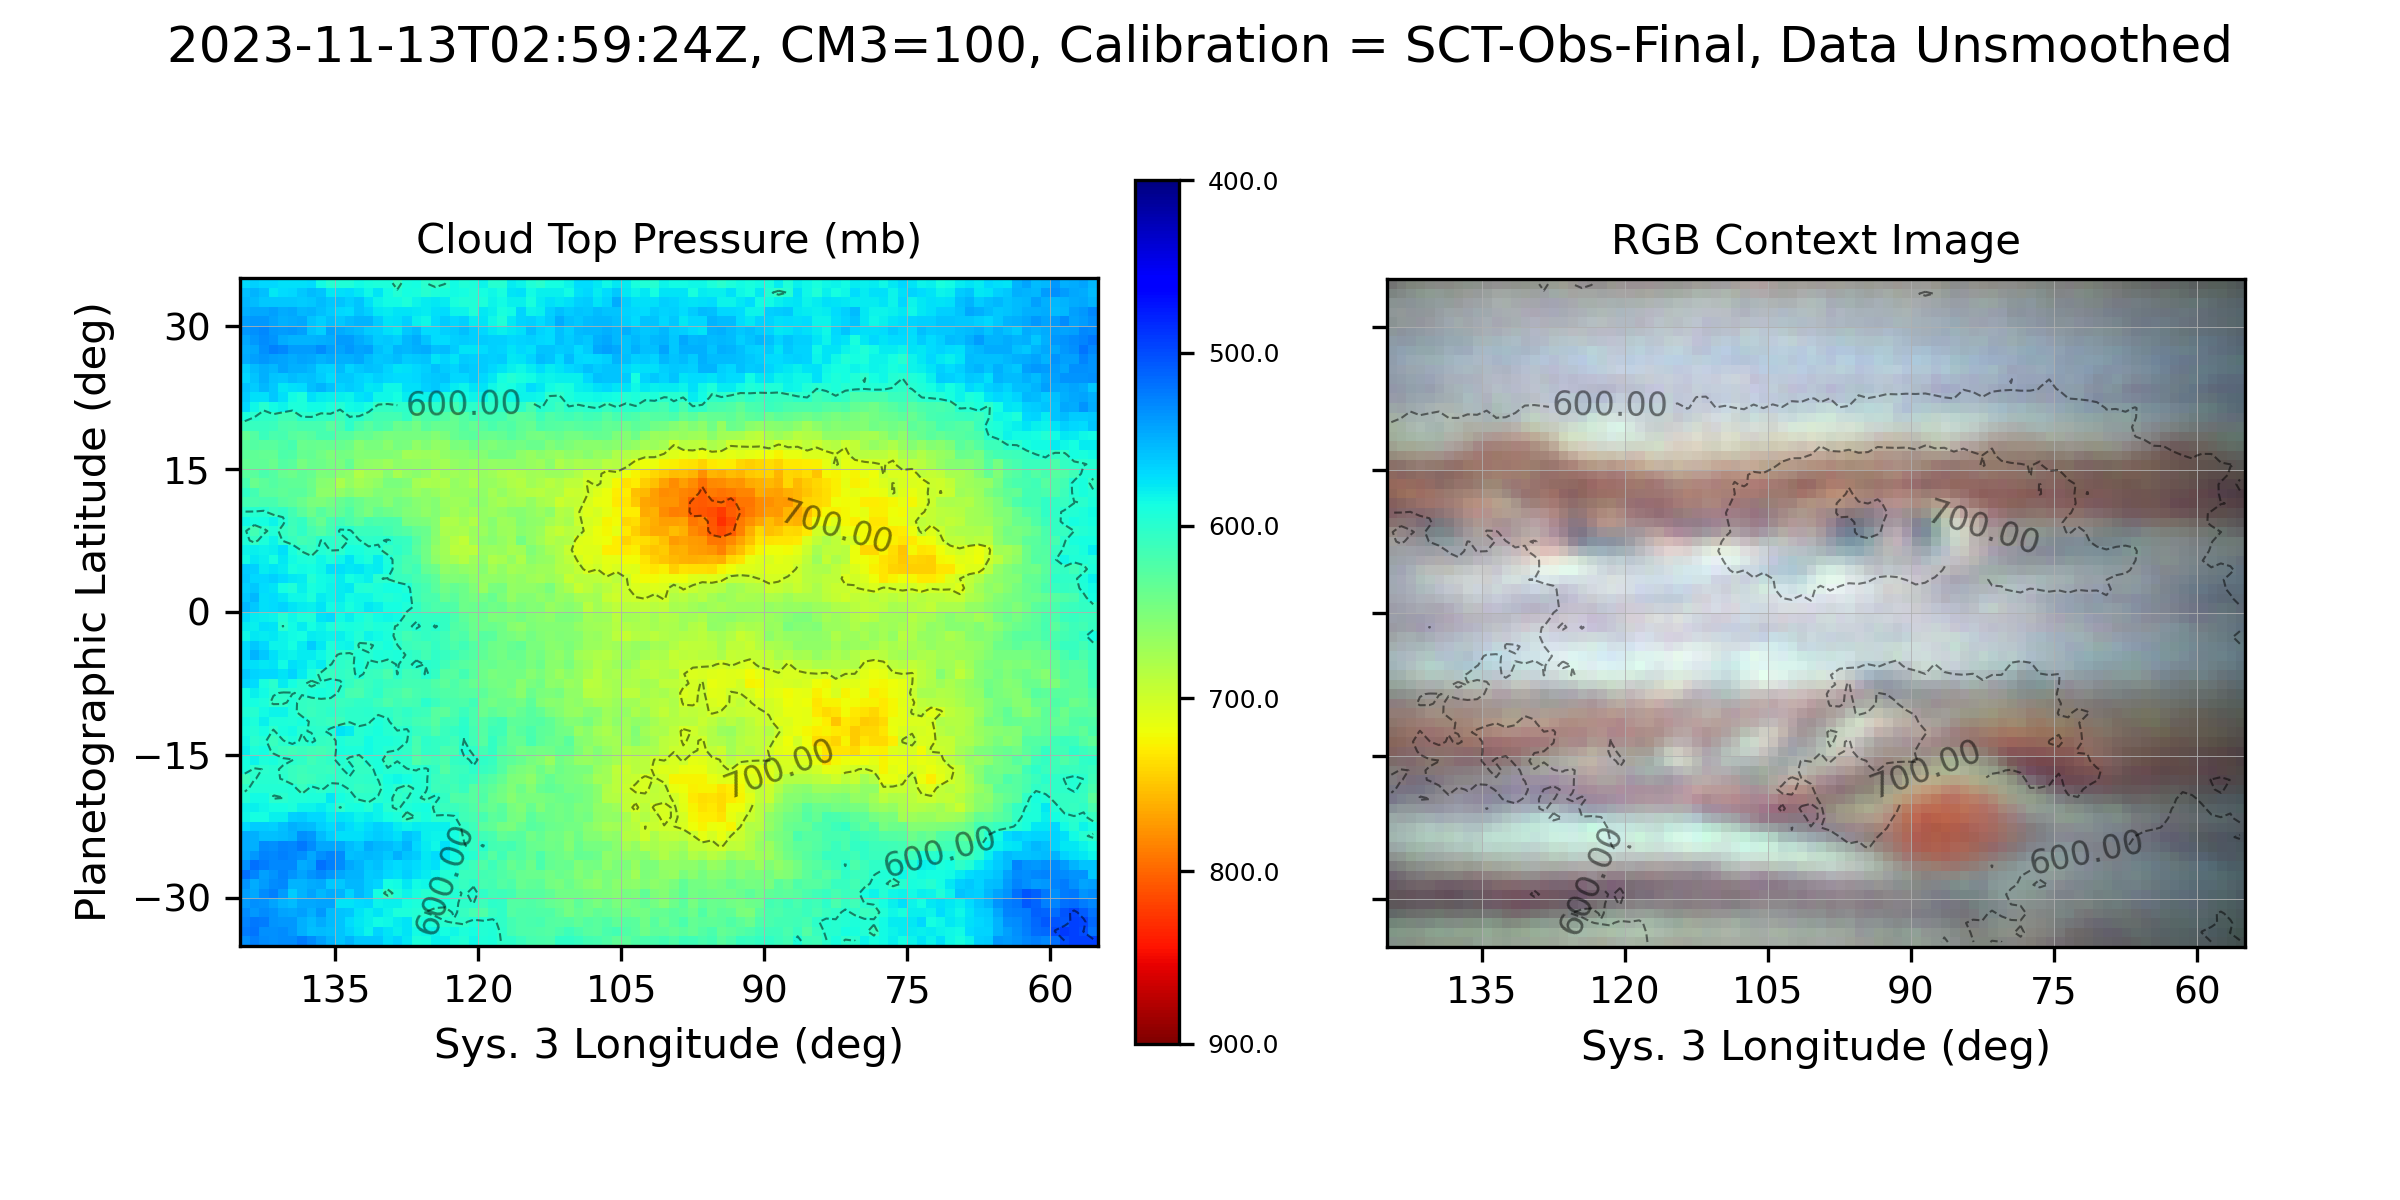 2023-11-13T02:59:24Z, CM3=100, Calibration = SCT-Obs-Final, Data Unsmoothed
Cloud Top Pressure (mb)
Planetographic Latitude (deg)
30
15
0
−15
−30
600.00
700.00
700.00
600.00
600.00
135 120 105 90 75 60
Sys. 3 Longitude (deg)
400.0
500.0
600.0
700.0
800.0
900.0
RGB Context Image
600.00
700.00
700.00
600.00
600.00
135 120 105 90 75 60
Sys. 3 Longitude (deg)